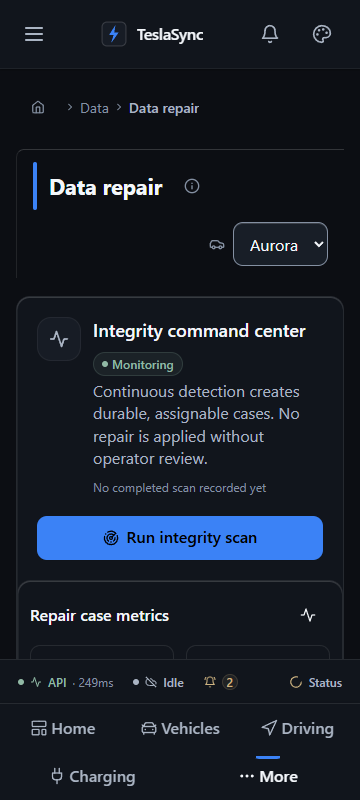 TeslaSync
Data
Data repair
Data repair
Aurora
Integrity command center
Monitoring
Continuous detection creates
durable, assignable cases. No
repair is applied without
operator review.
No completed scan recorded yet
Run integrity scan
Repair case metrics
API · 249ms
Idle
2
Status
Home
Vehicles
Driving
Charging
More